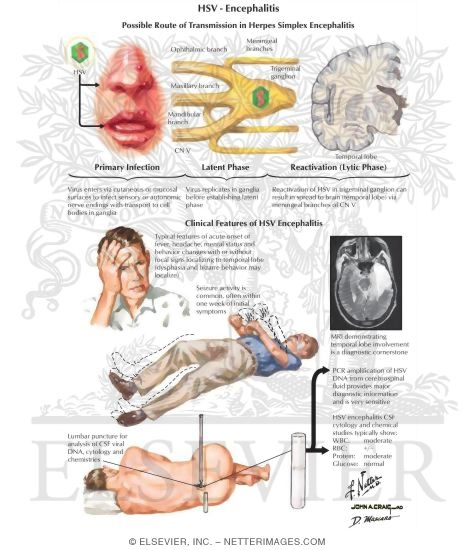 HSV - Encephalitis
Possible Route of Transmission in Herpes Simplex Encephalitis
HSV
Ophthalmic branch
Meningeal
branches
Trigeminal
ganglion
Maxillary branch
Mandibular
branch
CN V
Temporal lobe
Primary Infection
Latent Phase
Reactivation (Lytic Phase)
Virus enters via cutaneous or mucosal
surfaces to infect sensory or autonomic
nerve endings with transport to cell
bodies in ganglia
Virus replicates in ganglia
before establishing latent
phase
Reactivation of HSV in trigeminal ganglion can
result in spread to brain (temporal lobe) via
meningeal branches of CN V
Clinical Features of HSV Encephalitis
Typical features of acute onset of
fever, headache, mental status and
behavior changes with or without
focal signs localizing to temporal lobe
(dysphasia and bizarre behavior may
localize)
Seizure activity is
common, often within
one week of initial
symptoms
MRI demonstrating
temporal lobe involvement
is a diagnostic cornerstone
PCR amplification of HSV
DNA from cerebrospinal
fluid provides major
diagnostic information
and is very sensitive
HSV encephalitis CSF
cytology and chemical
studies typically show:
WBC: moderate
RBC: +/-
Protein: moderate
Glucose: normal
Lumbar puncture for
analysis of CSF viral
DNA, cytology and
chemistries
F. Netter
M.D.
JOHN A. CRAIG—AD
D. Mascaro
© ELSEVIER, INC. – NETTERIMAGES.COM